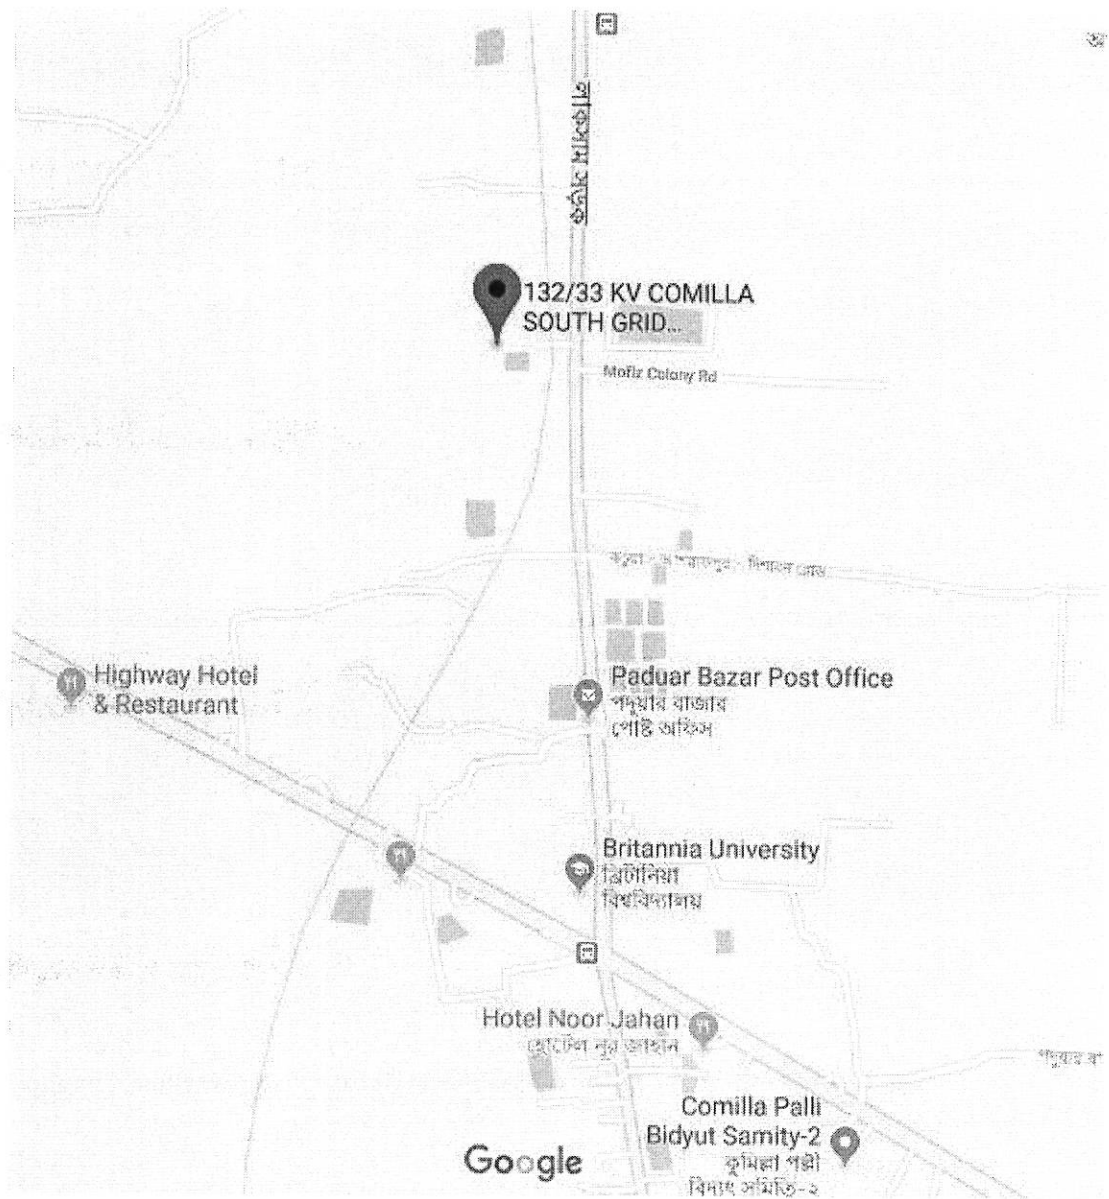 অ
132/33 KV COMILLA
SOUTH GRID...
Mofiz Colony Rd
Highway Hotel
& Restaurant
Paduar Bazar Post Office
পদুয়ার বাজার
পোষ্ট অফিস
Britannia University
ব্রিটানিয়া
বিশ্ববিদ্যালয়
Hotel Noor Jahan
হোটেল নূর জাহান
পদুয়ার বা
Comilla Palli
Bidyut Samity-2
কুমিল্লা পল্লী
বিদ্যুৎ সমিতি-২
Google